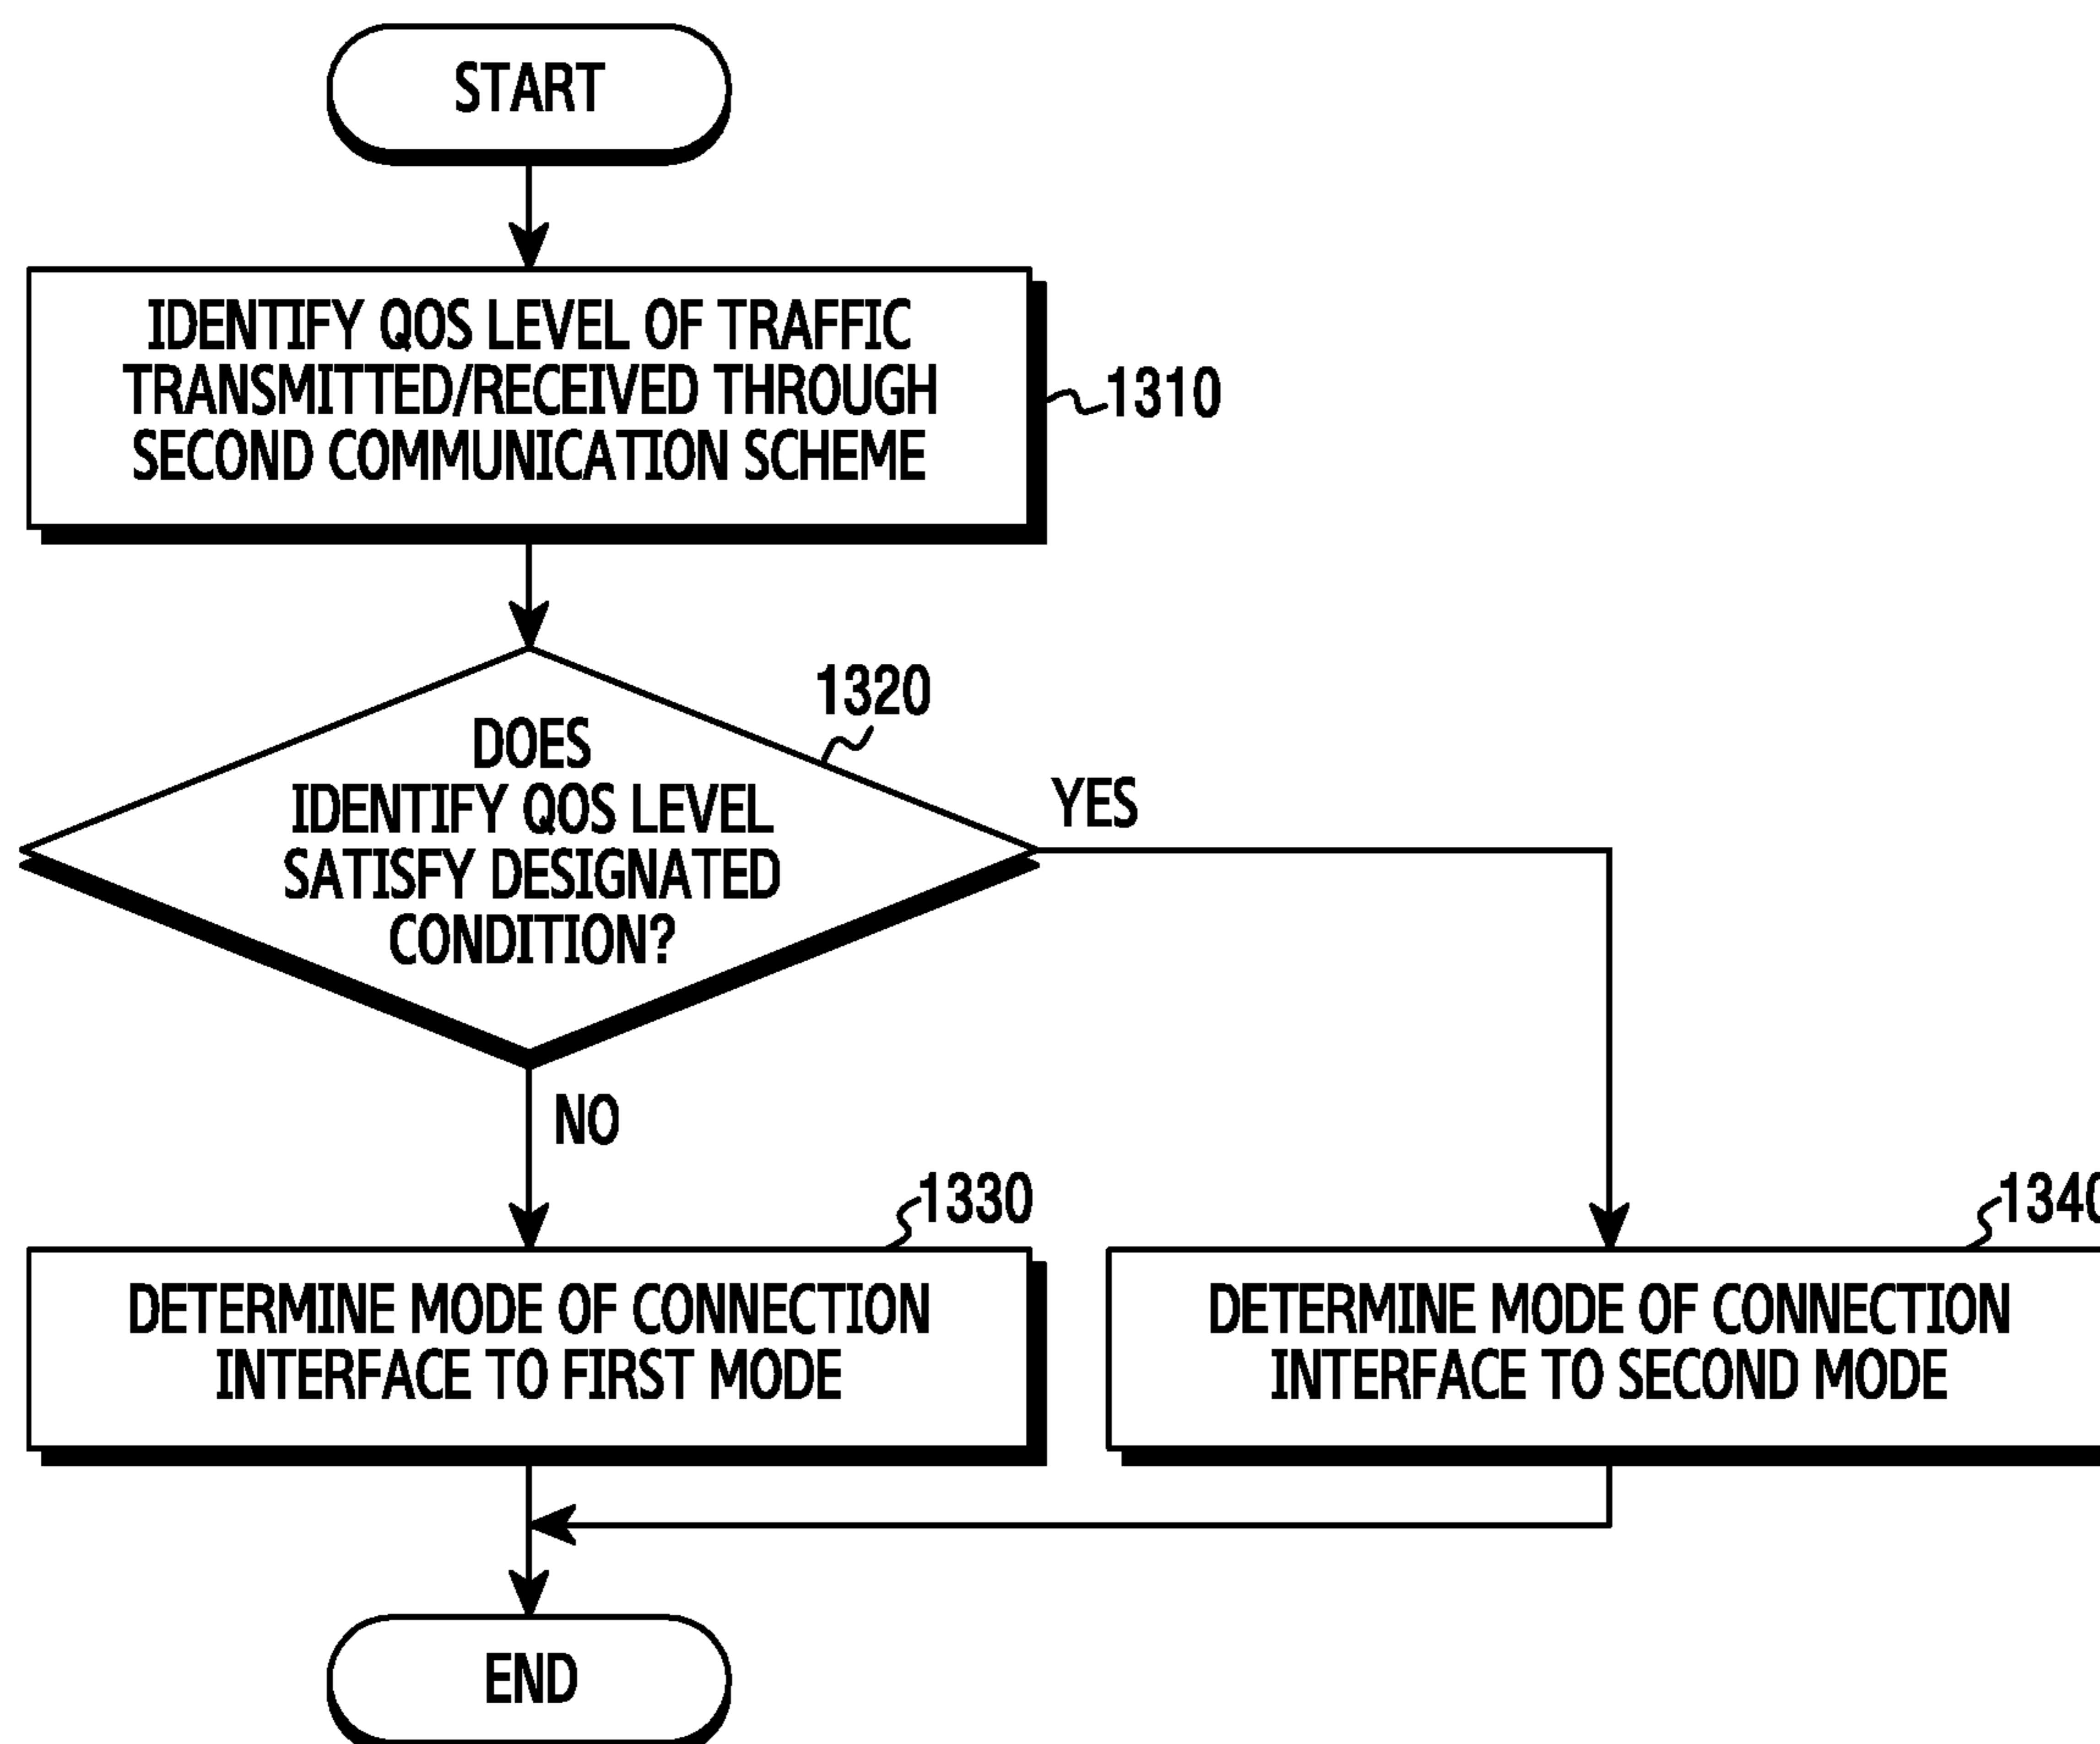 START
IDENTIFY QOS LEVEL OF TRAFFIC
TRANSMITTED/RECEIVED THROUGH
SECOND COMMUNICATION SCHEME
1310
1320
DOES
IDENTIFY QOS LEVEL
SATISFY DESIGNATED
CONDITION?
YES
NO
1330
DETERMINE MODE OF CONNECTION
INTERFACE TO FIRST MODE
1340
DETERMINE MODE OF CONNECTION
INTERFACE TO SECOND MODE
END